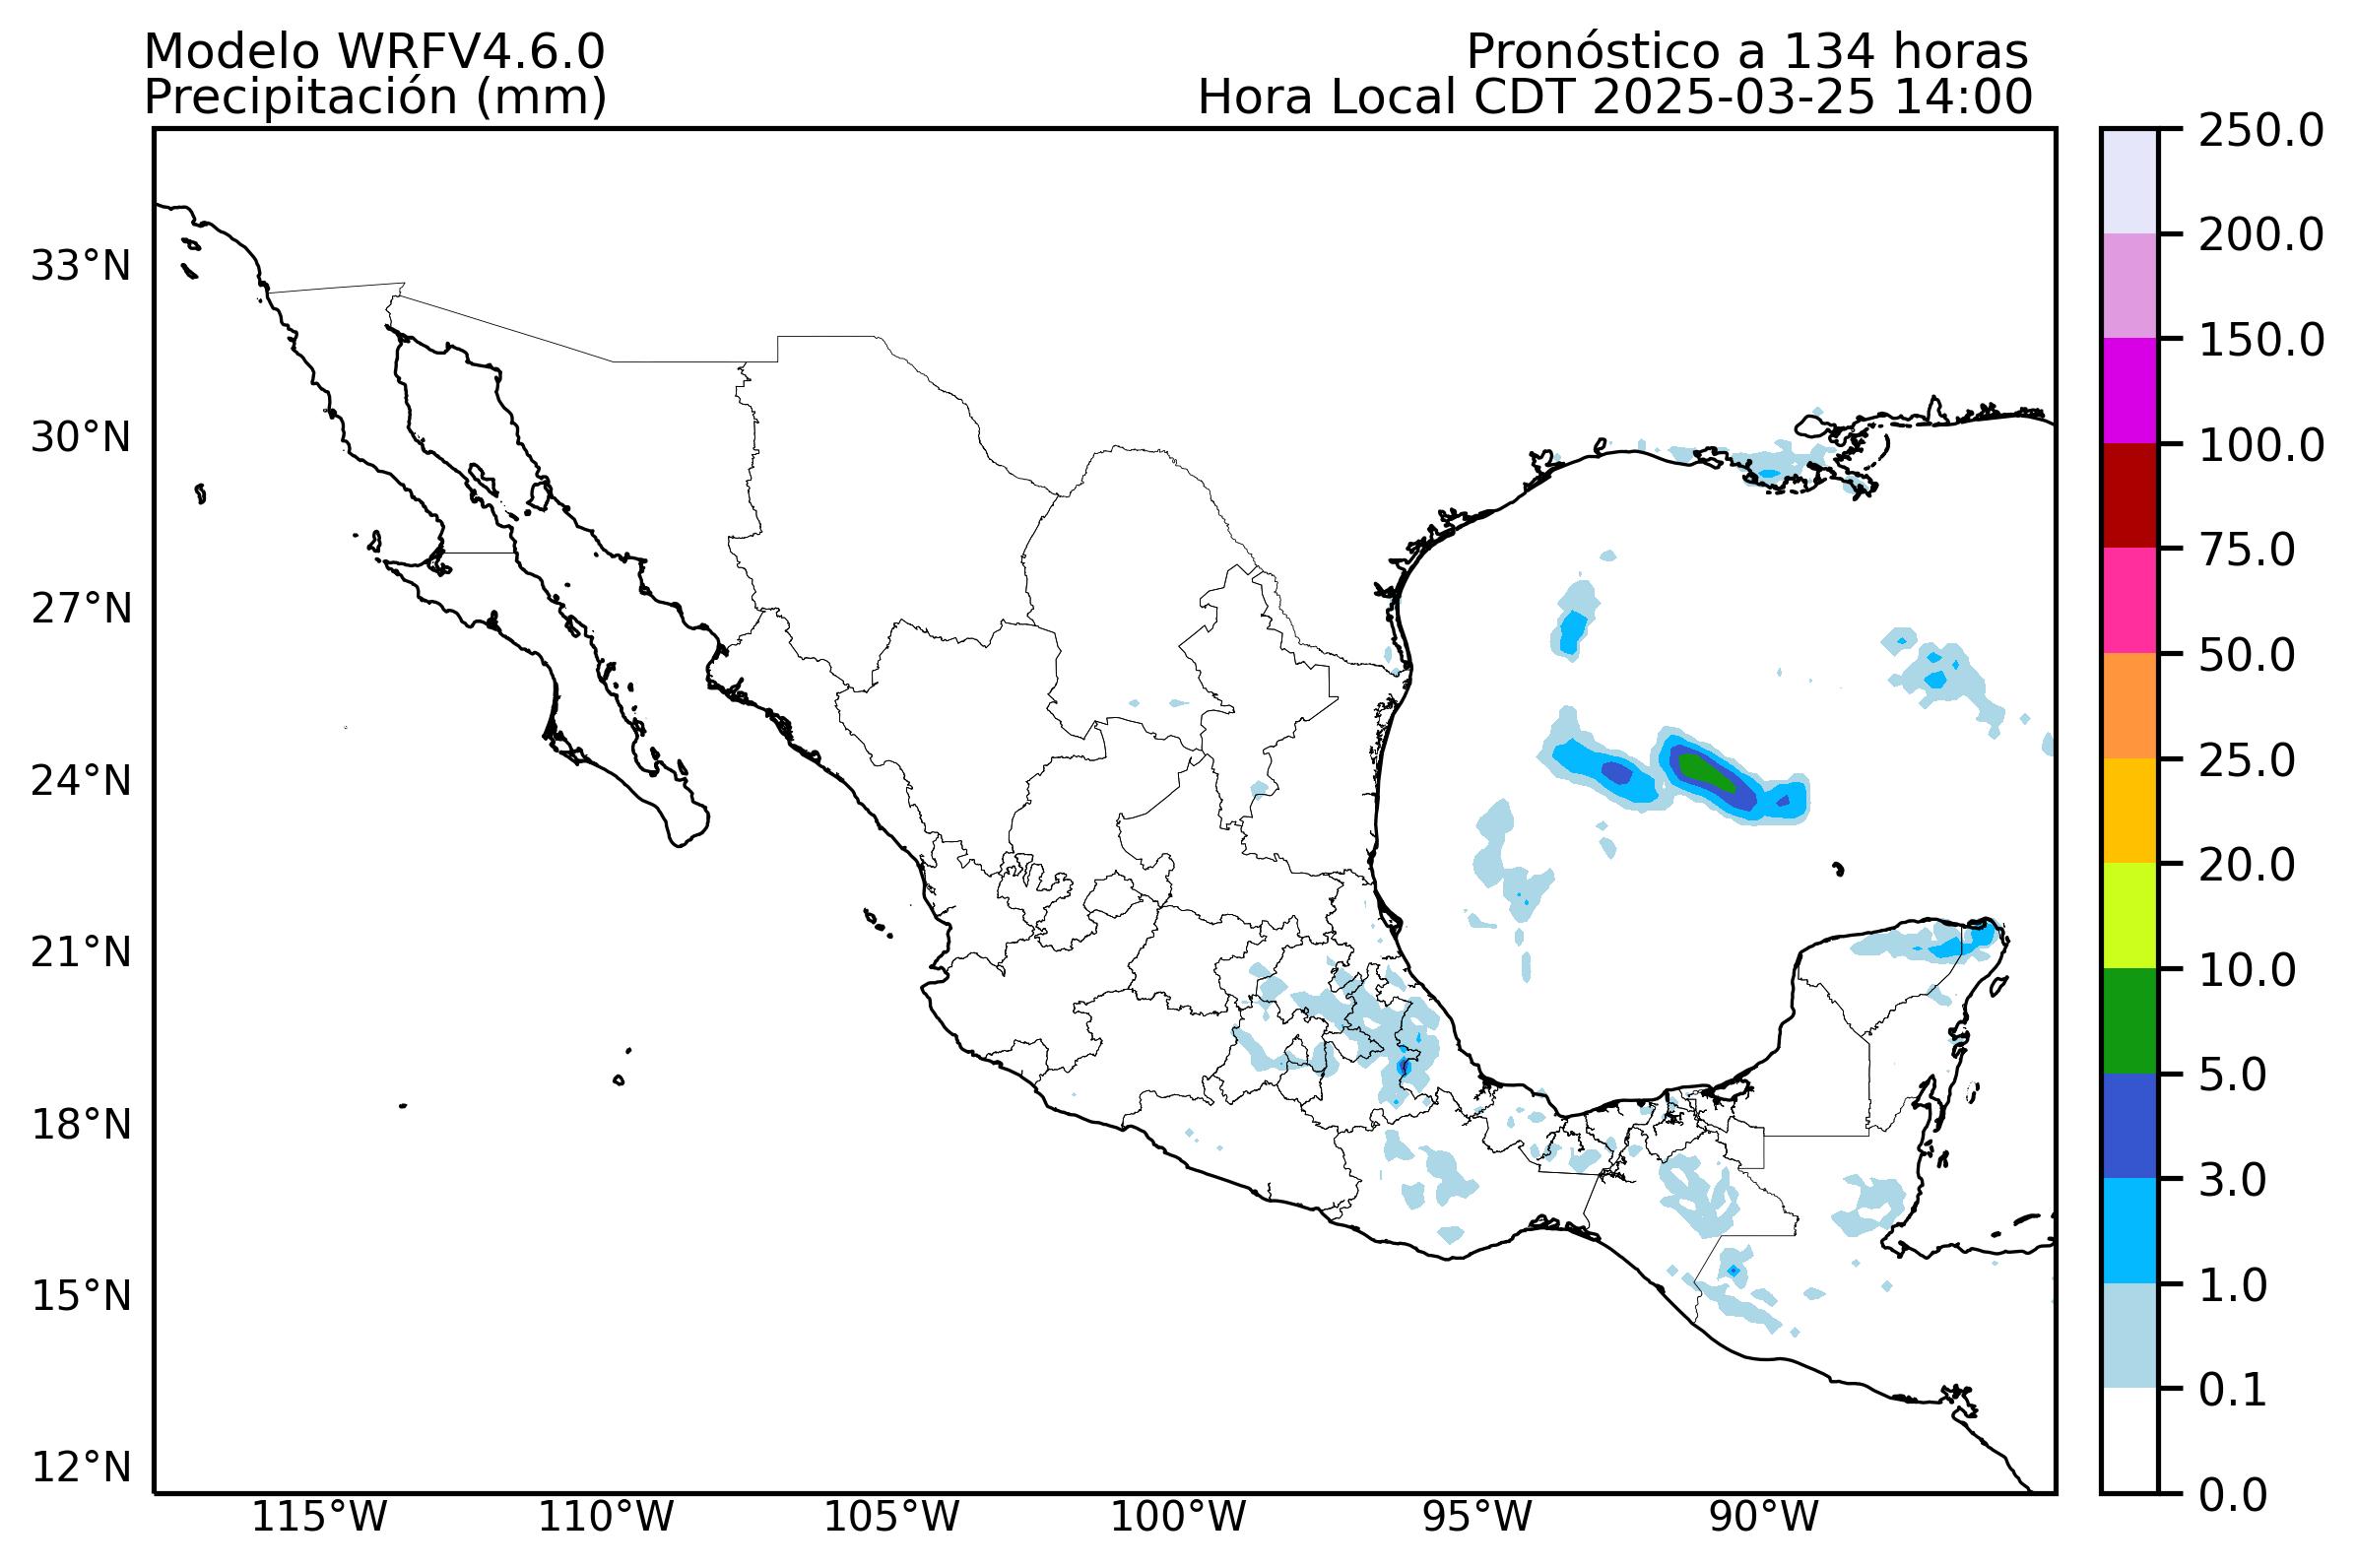 Modelo WRFV4.6.0
Precipitación (mm)
Pronóstico a 134 horas
Hora Local CDT 2025-03-25 14:00
33°N
30°N
27°N
24°N
21°N
18°N
15°N
12°N
115°W
110°W
105°W
100°W
95°W
90°W
250.0
200.0
150.0
100.0
75.0
50.0
25.0
20.0
10.0
5.0
3.0
1.0
0.1
0.0